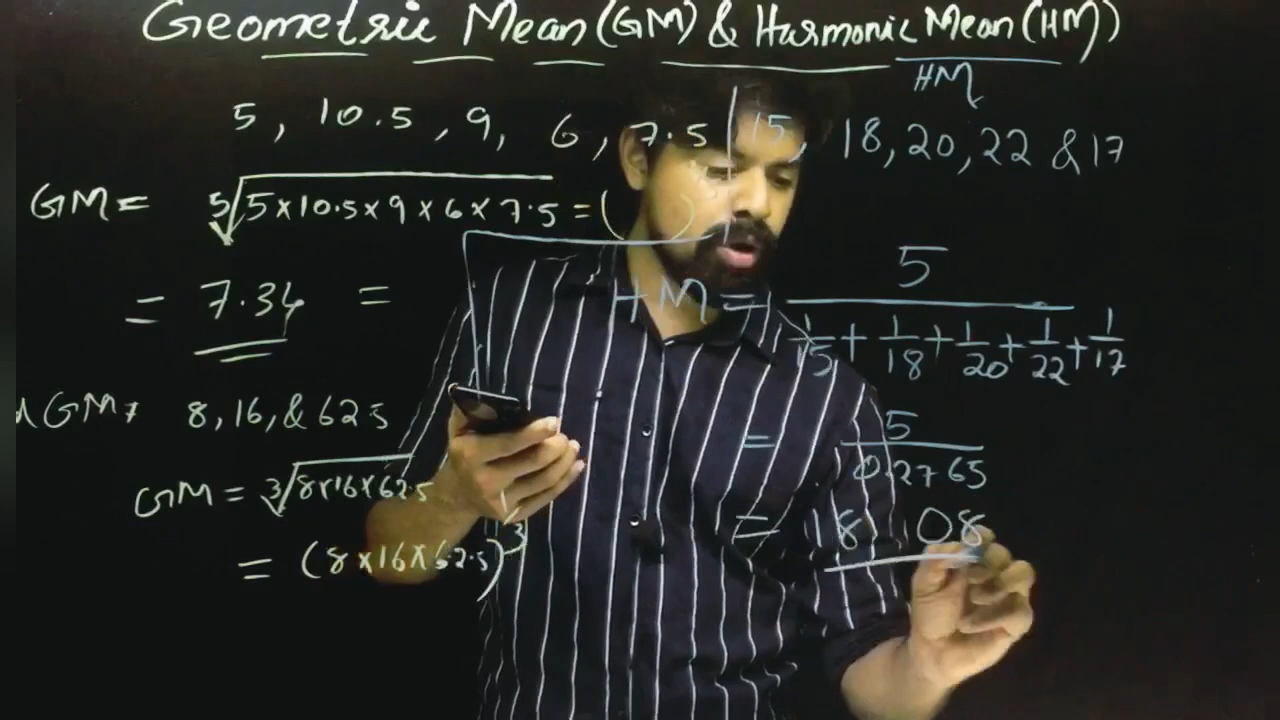 Geometric Mean (GM) & Harmonic Mean (HM)
HM
5, 10.5, 9, 6, 7.5
15, 18, 20, 22 & 17
GM = 5√5×10.5×9×6×7.5 = ( )
= 7.34 =
GM 8, 16, & 62.5
GM = 3√8×16×62.5
= (8×16×62.5)^1/3
HM = 5
1/15 + 1/18 + 1/20 + 1/22 + 1/17
= 5
0.2765
= 18.08